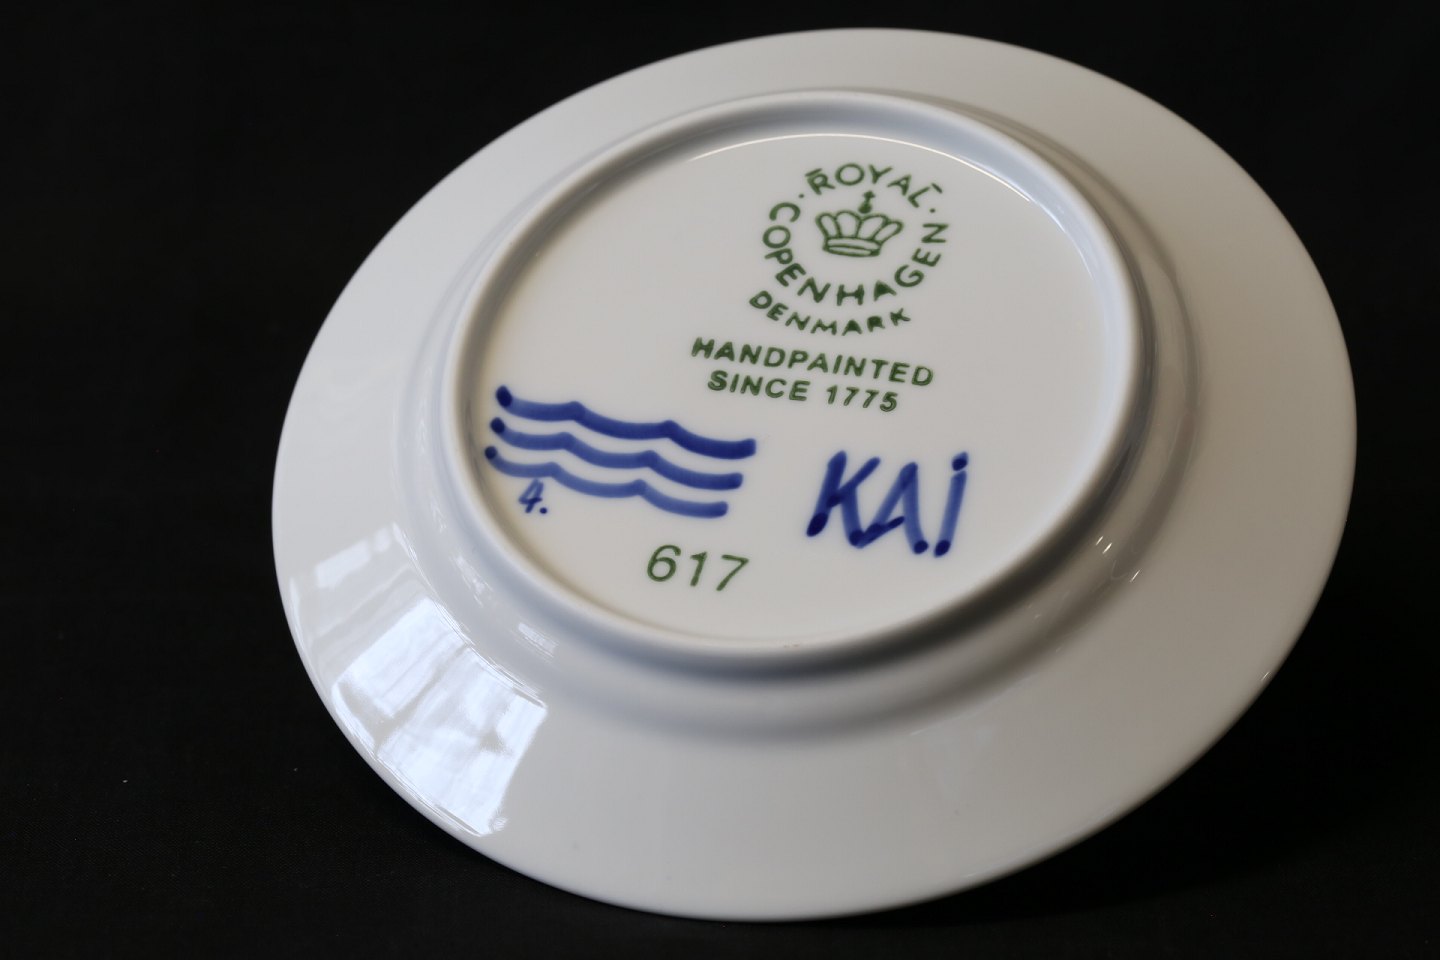 ROYAL
COPENHAGEN
DENMARK
HANDPAINTED
SINCE 1775
4.
KAI
617